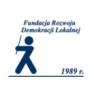 Fundacja Rozwoju
Demokracji Lokalnej
1989 r.